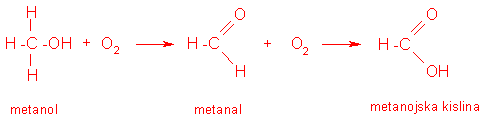 H
H -C -OH + O2
H
metanol
O
H -C + O2
H
metanal
O
H -C
OH
metanojska kislina